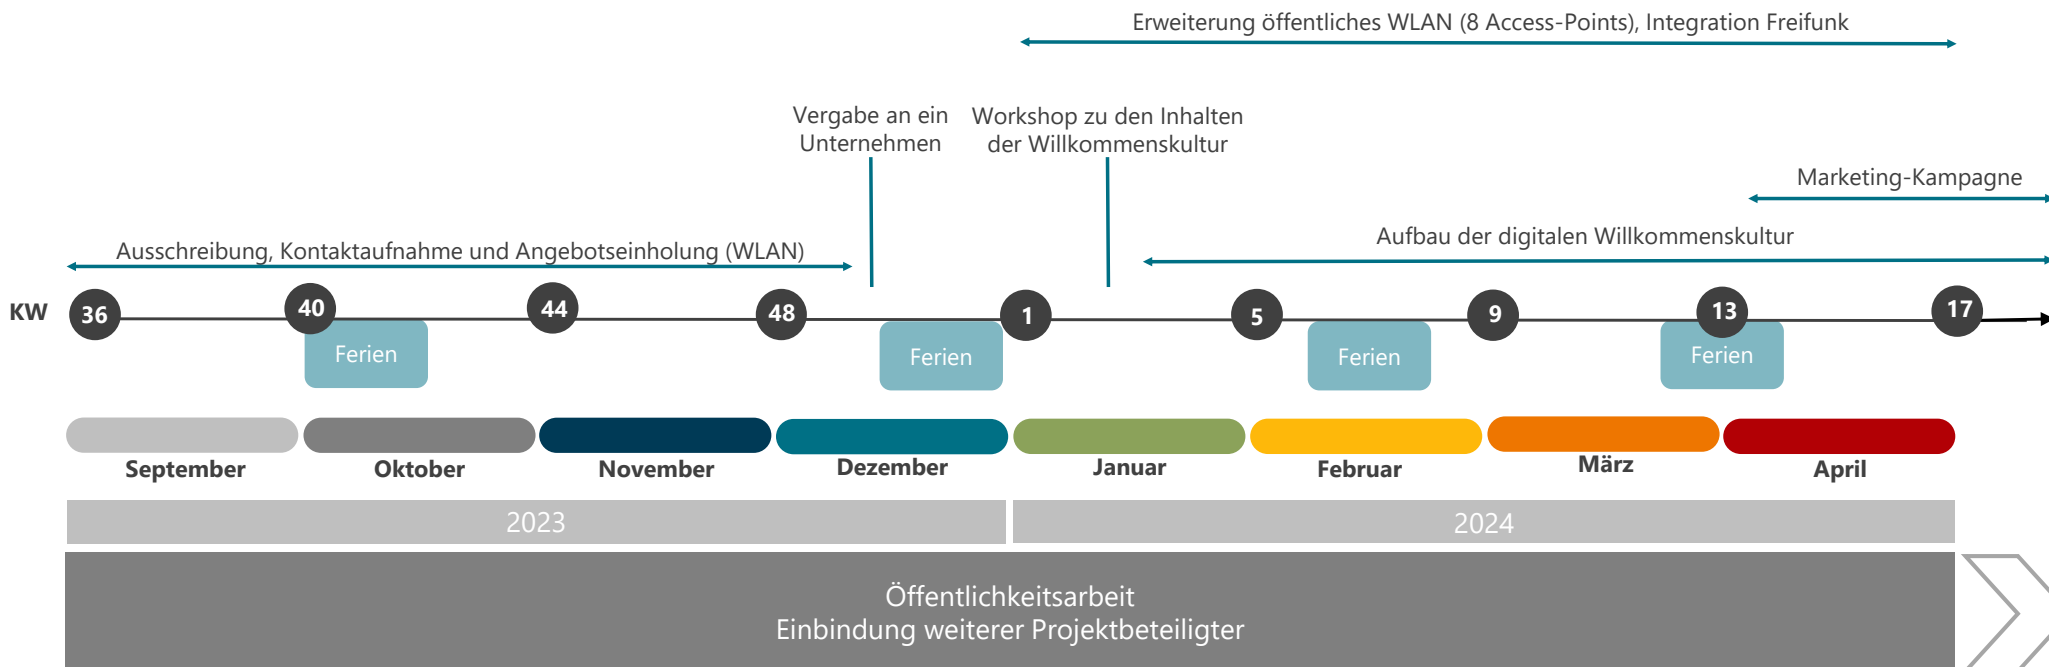 Erweiterung öffentliches WLAN (8 Access-Points), Integration Freifunk
Vergabe an ein
Unternehmen
Workshop zu den Inhalten
der Willkommenskultur
Marketing-Kampagne
Ausschreibung, Kontaktaufnahme und Angebotseinholung (WLAN)
Aufbau der digitalen Willkommenskultur
KW 36 40 44 48 1 5 9 13 17
Ferien Ferien Ferien Ferien
September Oktober November Dezember Januar Februar März April
2023 2024
Öffentlichkeitsarbeit
Einbindung weiterer Projektbeteiligter